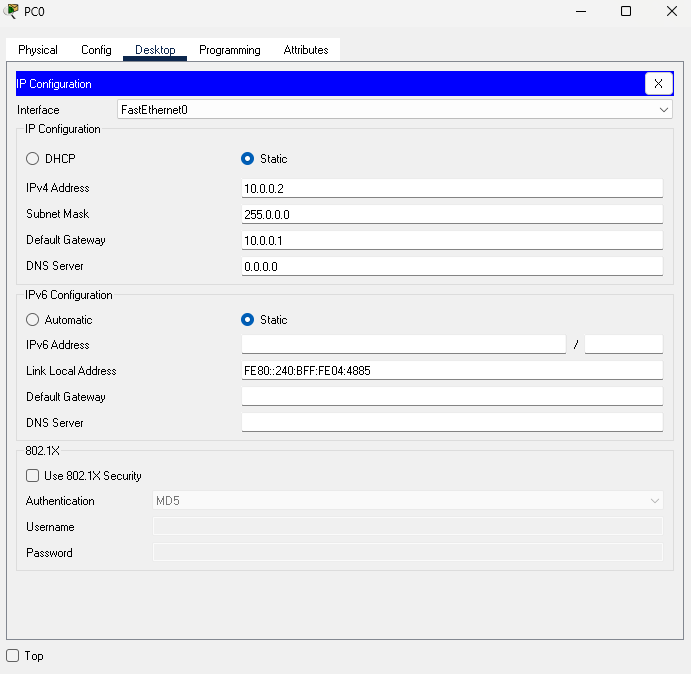 PC0
Physical Config Desktop Programming Attributes
IP Configuration X
Interface FastEthernet0
IP Configuration
DHCP Static
IPv4 Address 10.0.0.2
Subnet Mask 255.0.0.0
Default Gateway 10.0.0.1
DNS Server 0.0.0.0
IPv6 Configuration
Automatic Static
IPv6 Address /
Link Local Address FE80::240:BFF:FE04:4885
Default Gateway
DNS Server
802.1X
Use 802.1X Security
Authentication MD5
Username
Password
Top